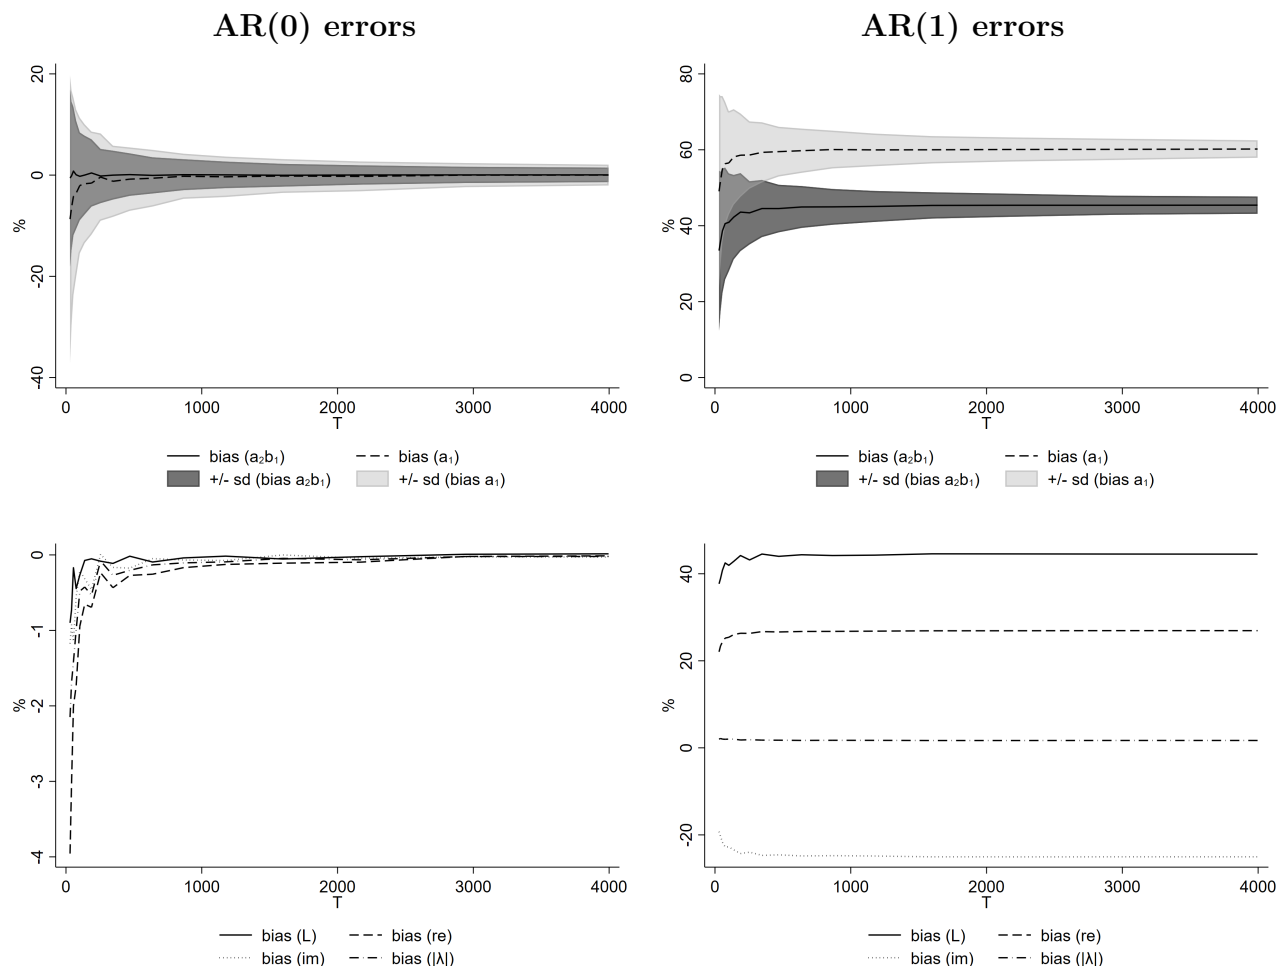 AR(0) errors
AR(1) errors
20
0
-20
-40
%
0
1000
2000
3000
4000
T
bias (a₂b₁)
bias (a₁)
+/- sd (bias a₂b₁)
+/- sd (bias a₁)
80
60
40
20
0
%
0
1000
2000
3000
4000
T
bias (a₂b₁)
bias (a₁)
+/- sd (bias a₂b₁)
+/- sd (bias a₁)
0
-1
-2
-3
-4
%
0
1000
2000
3000
4000
T
bias (L)
bias (re)
bias (im)
bias (|λ|)
40
20
0
-20
%
0
1000
2000
3000
4000
T
bias (L)
bias (re)
bias (im)
bias (|λ|)